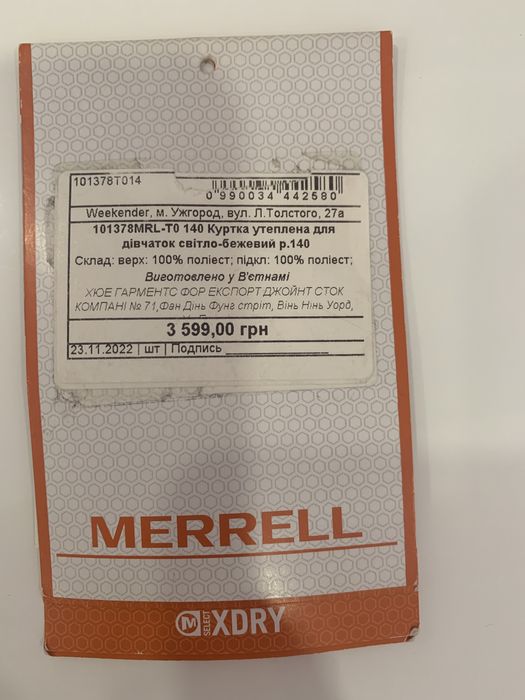 101378T014
0 990034 442580
Weekender, м. Ужгород, вул. Л.Толстого, 27а
101378MRL-T0 140 Куртка утеплена для
дівчаток світло-бежевий р.140
Склад: верх: 100% поліест; підкл: 100% поліест;
Виготовлено у В'єтнамі
ХЮЕ ГАРМЕНТС ФОР ЕКСПОРТ ДЖОЙНТ СТОК
КОМПАНІ № 71,Фан Дінь Фунг стріт, Вінь Нінь Уорд,
3 599,00 грн
23.11.2022 | шт | Подпись
MERRELL
M SELECT XDRY